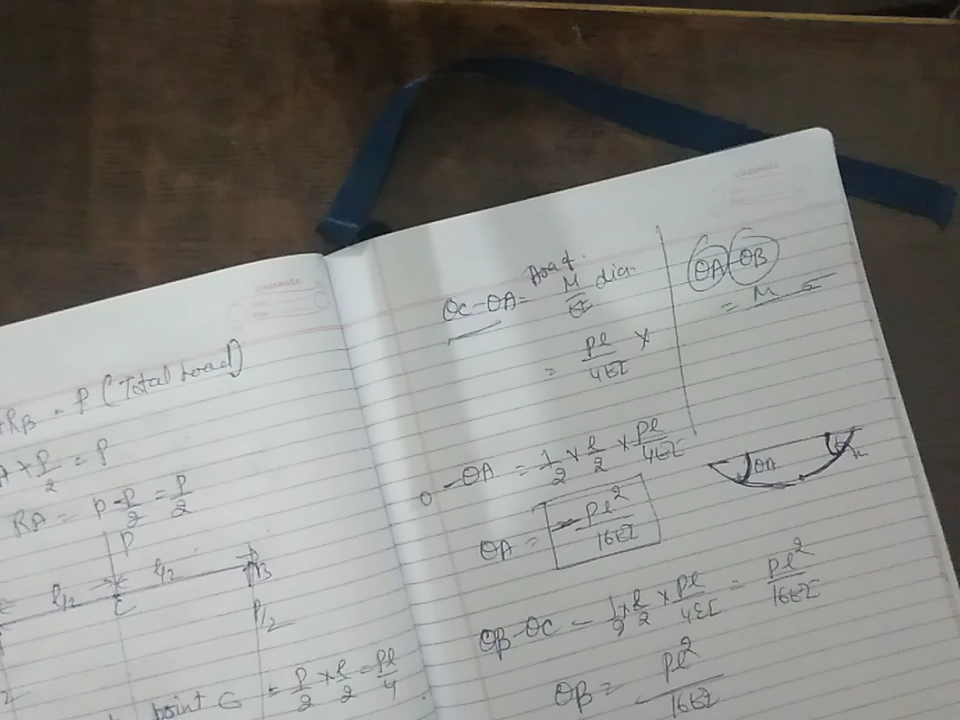 +RB = P (Total Load)
A + P/2 = P
RA = P - P/2 = P/2
P
l/2 l/2
C
B
P/2
point C = P/2 × l/2 = Pl/4
θC - θA = Area of M/EI dia.
= Pl/4EI ×
0 - θA = 1/2 × l/2 × Pl/4EI
θA = - Pl²/16EI
θB - θC = 1/2 × l/2 × Pl/4EI = Pl²/16EI
θB = Pl²/16EI
θA - θB
= M
θA
classmate
classmate